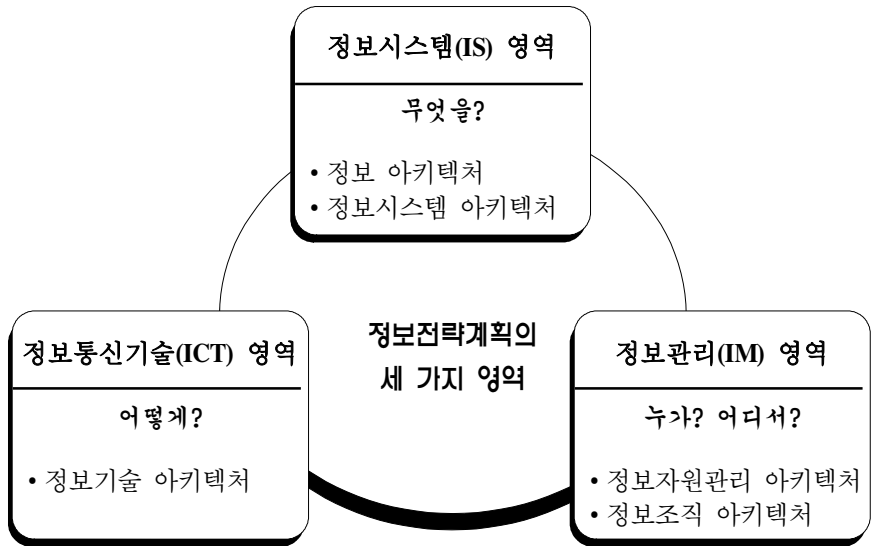 정보시스템(IS) 영역
무엇을?
• 정보 아키텍처
• 정보시스템 아키텍처
정보전략계획의
세 가지 영역
정보통신기술(ICT) 영역
어떻게?
• 정보기술 아키텍처
정보관리(IM) 영역
누가? 어디서?
• 정보자원관리 아키텍처
• 정보조직 아키텍처